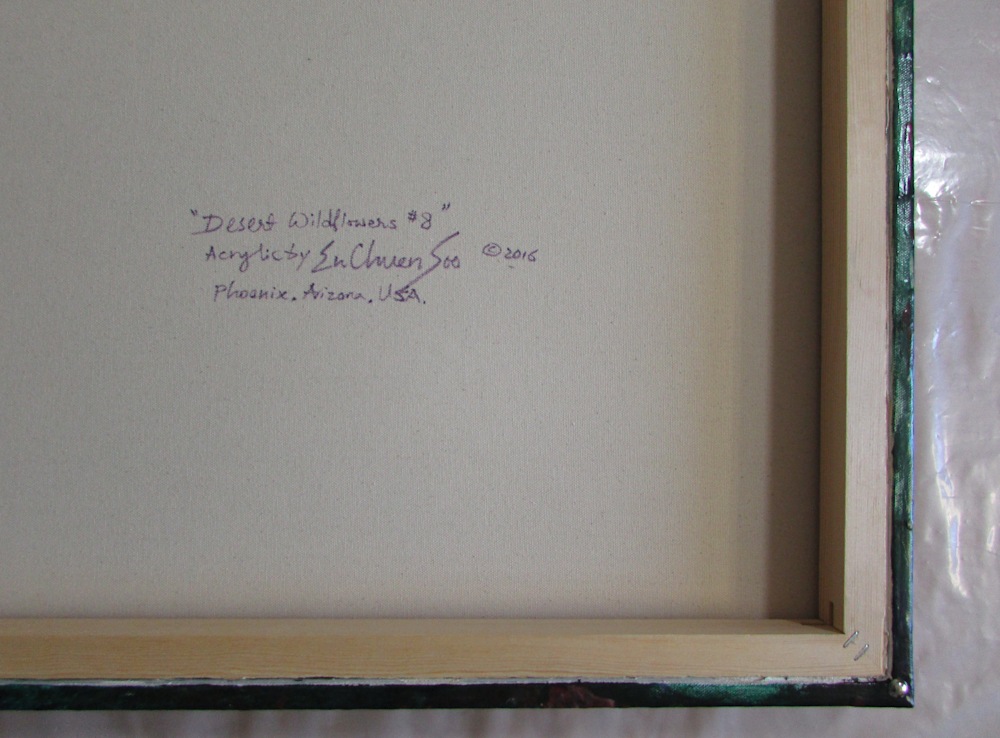 "Desert Wildflowers #8"
Acrylic by En Chuen Soo ©2016
Phoenix. Arizona. USA.